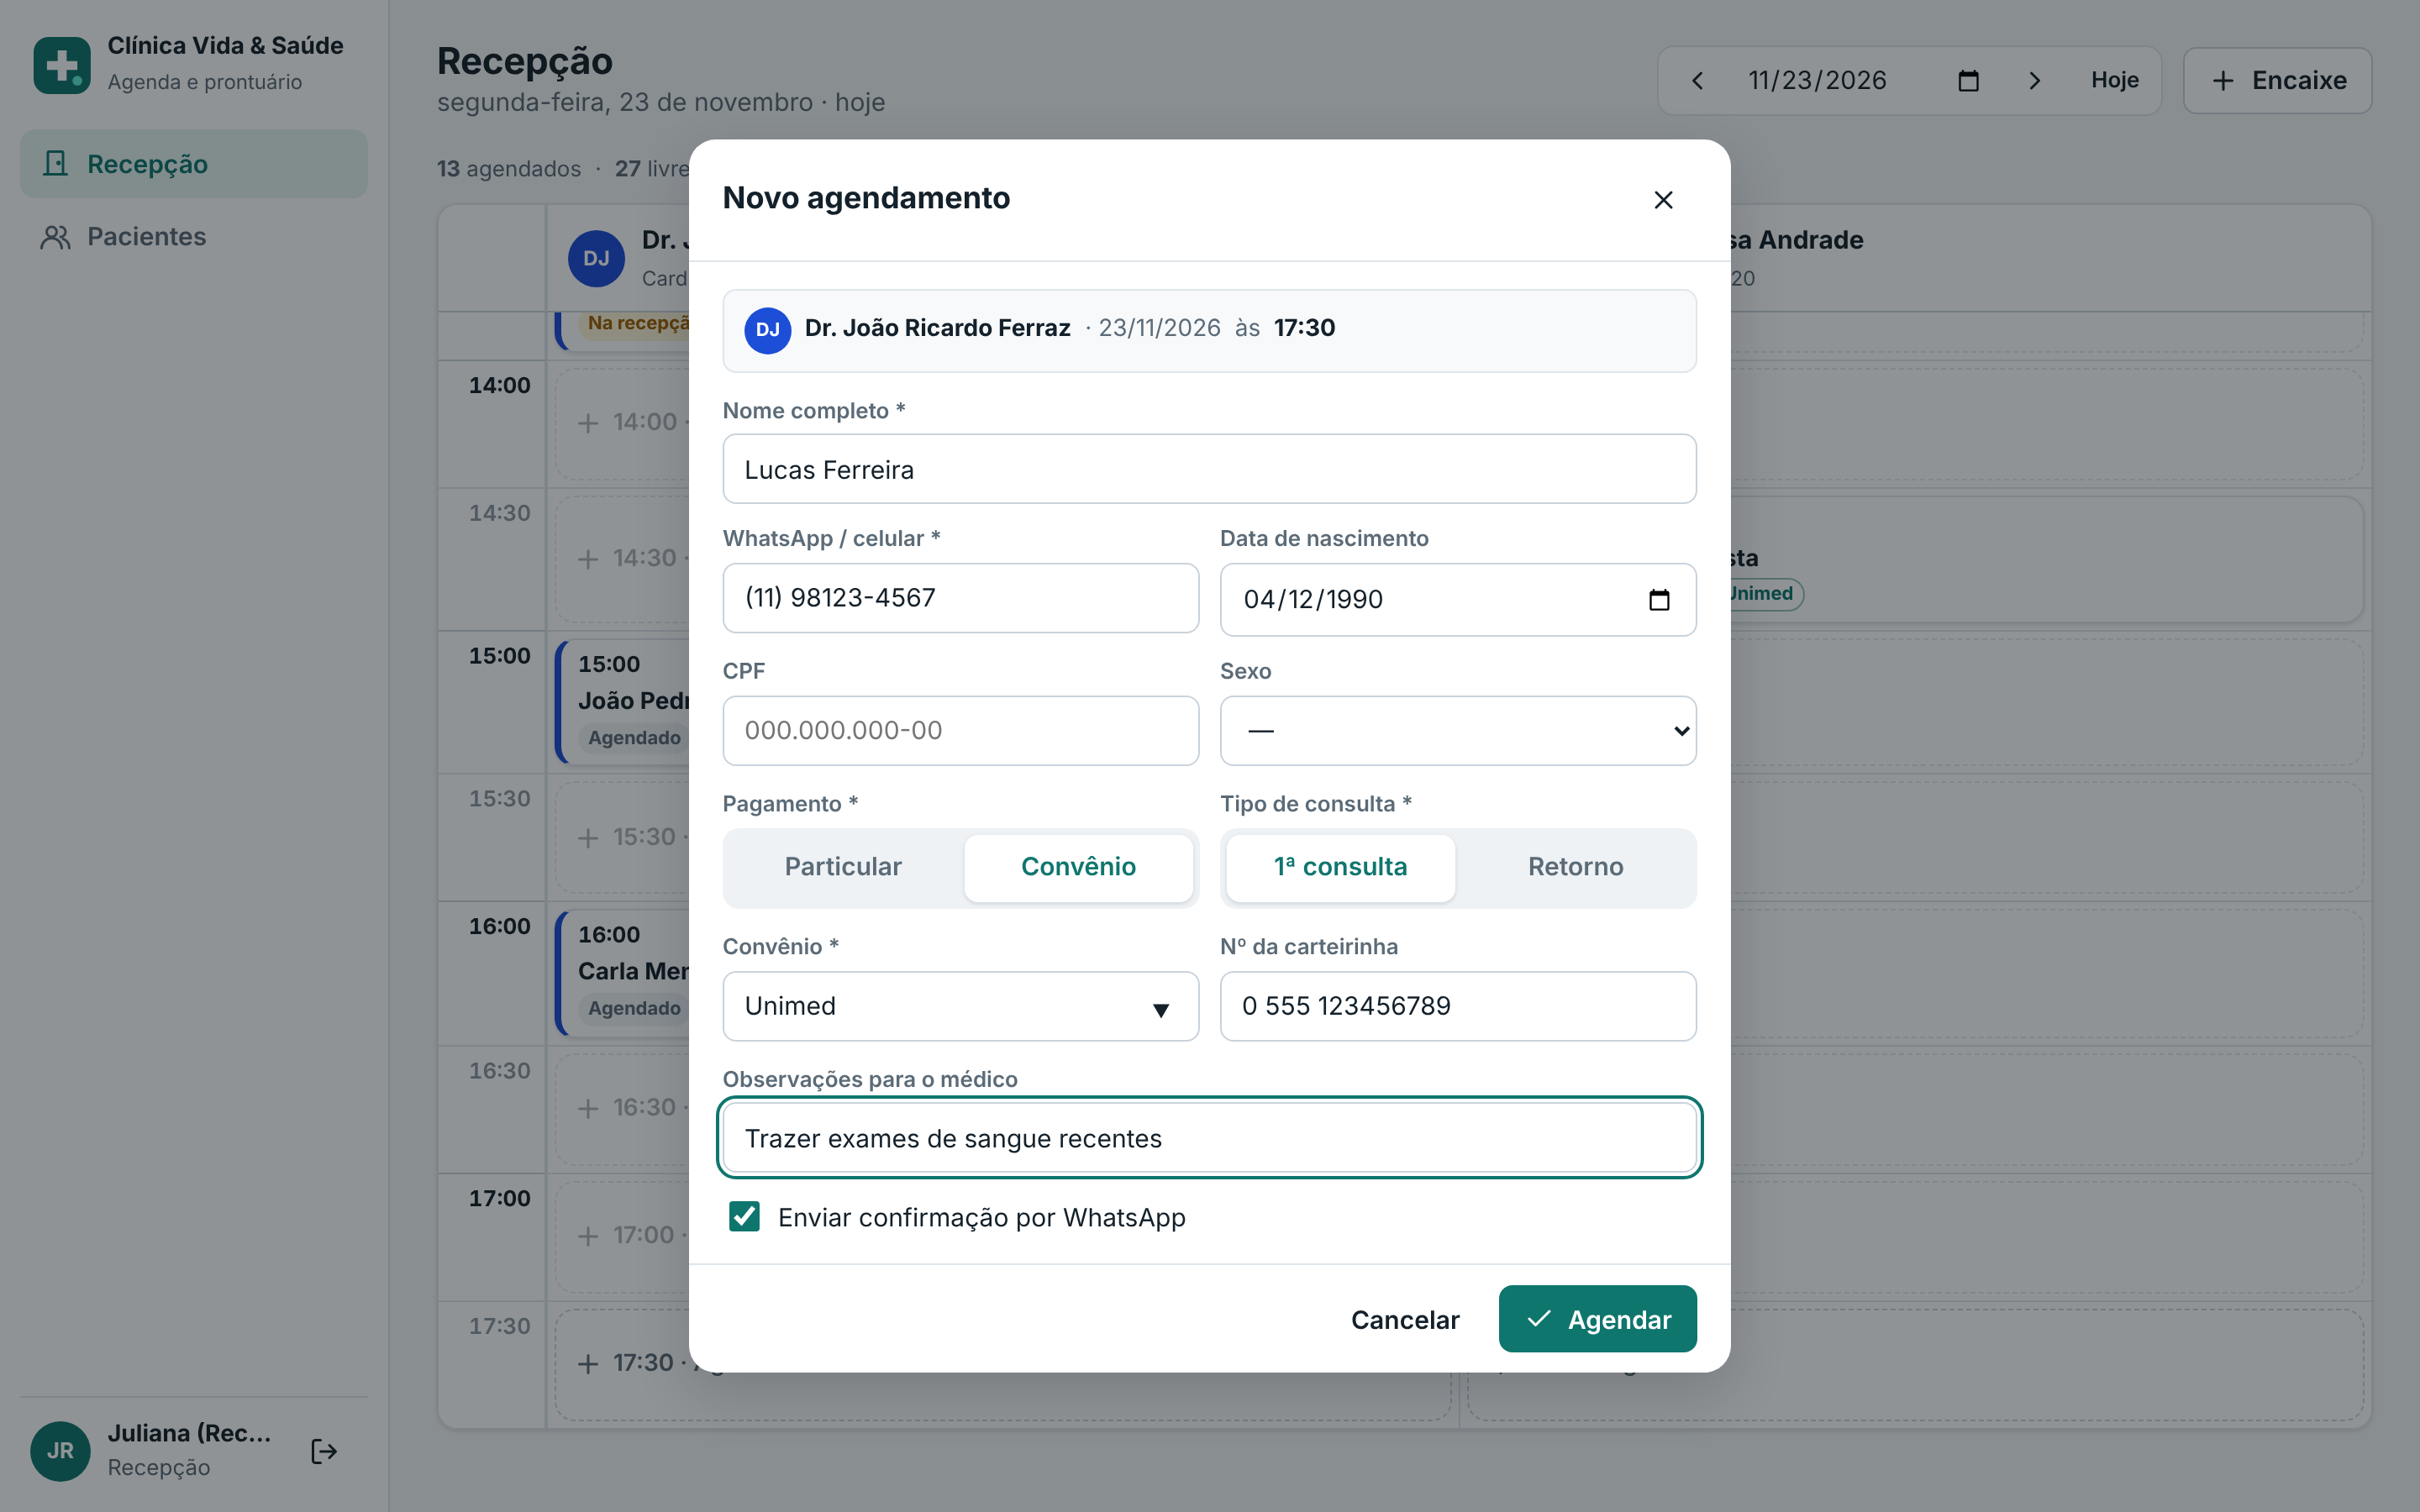 Clínica Vida & Saúde
Agenda e prontuário
Recepção
Pacientes
Juliana (Rec...
Recepção
JR
Recepção
segunda-feira, 23 de novembro · hoje
11/23/2026
Hoje
Encaixe
13 agendados · 27
DJ
Dr.
Andrade
20
Na
14:00
14:00 ·
14:30
14:30 ·
Unimed
15:00
15:00
João
Agendado
15:30
15:30 ·
16:00
16:00
Carla
Agendado
16:30
16:30 ·
17:00
17:00 ·
17:30
17:30 ·
Novo agendamento
DJ
Dr. João Ricardo Ferraz · 23/11/2026 às 17:30
Nome completo *
Lucas Ferreira
WhatsApp / celular *
Data de nascimento
(11) 98123-4567
04/12/1990
CPF
Sexo
000.000.000-00
—
Pagamento *
Tipo de consulta *
Particular
Convênio
1ª consulta
Retorno
Convênio *
Nº da carteirinha
Unimed
0 555 123456789
Observações para o médico
Trazer exames de sangue recentes
Enviar confirmação por WhatsApp
Cancelar
Agendar